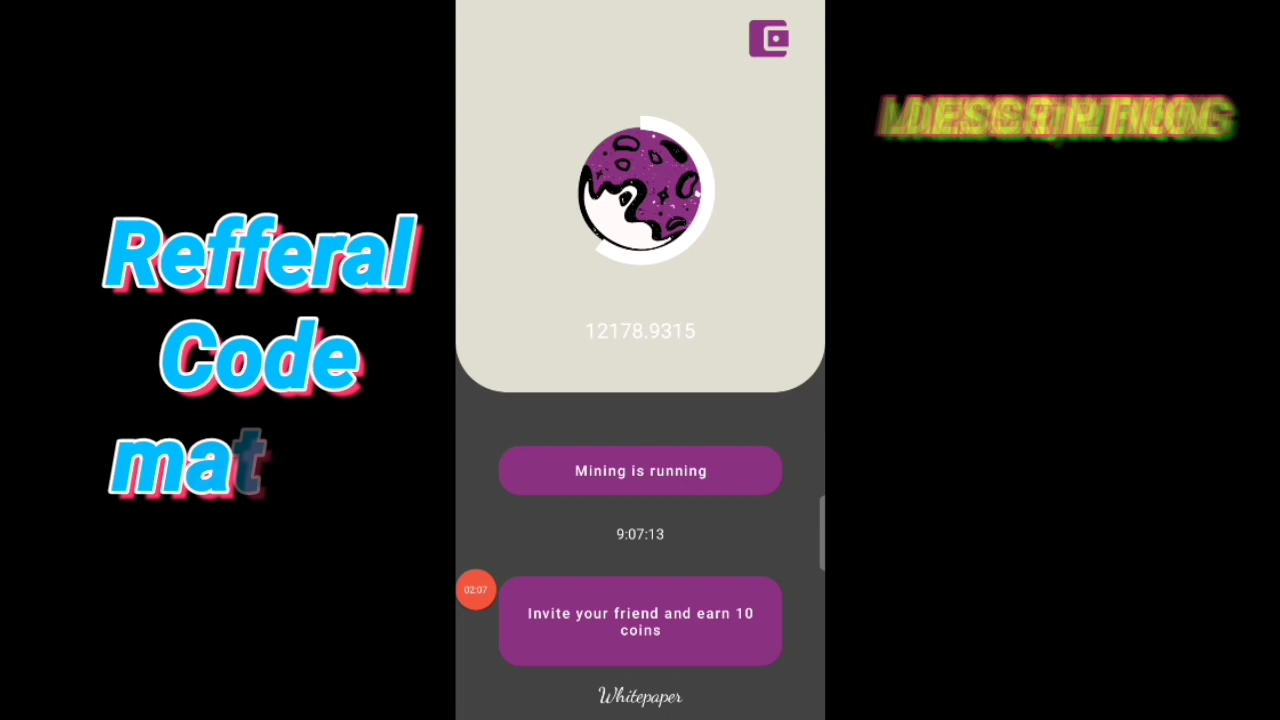 Refferal
Code
mat
12178.9315
Mining is running
9:07:13
02:07
Invite your friend and earn 10
coins
Whitepaper